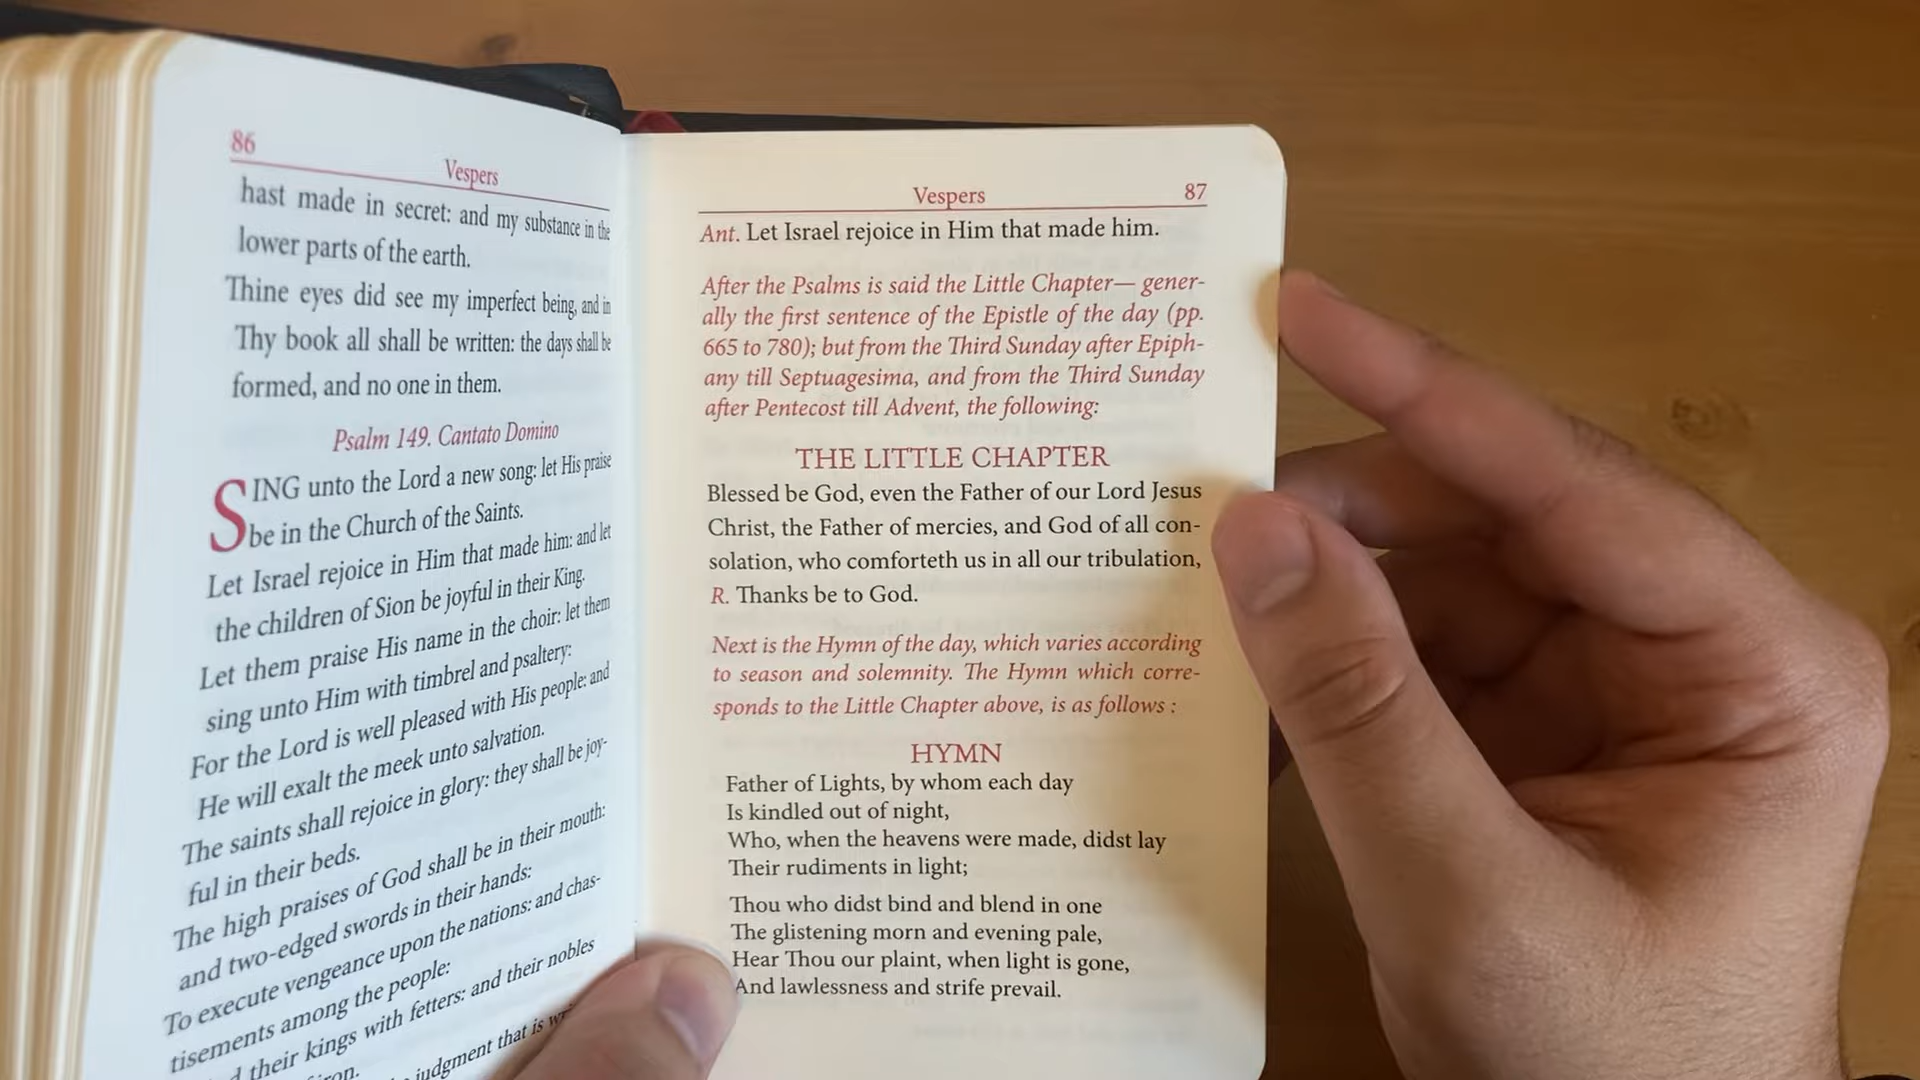 86
Vespers
hast made in secret: and my substance in the
lower parts of the earth.
Thine eyes did see my imperfect being, and in
Thy book all shall be written: the days shall be
formed, and no one in them.
Psalm 149. Cantato Domino
SING unto the Lord a new song: let His praise
be in the Church of the Saints.
Let Israel rejoice in Him that made him: and let
the children of Sion be joyful in their King.
Let them praise His name in the choir: let them
sing unto Him with timbrel and psaltery:
For the Lord is well pleased with His people: and
He will exalt the meek unto salvation.
The saints shall rejoice in glory: they shall be joy-
ful in their beds.
The high praises of God shall be in their mouth:
and two-edged swords in their hands:
To execute vengeance upon the nations: and chas-
tisements among the people:
their kings with fetters: and their nobles
judgment that is
Vespers
87
Ant. Let Israel rejoice in Him that made him.
After the Psalms is said the Little Chapter— gener-
ally the first sentence of the Epistle of the day (pp.
665 to 780); but from the Third Sunday after Epiph-
any till Septuagesima, and from the Third Sunday
after Pentecost till Advent, the following:
THE LITTLE CHAPTER
Blessed be God, even the Father of our Lord Jesus
Christ, the Father of mercies, and God of all con-
solation, who comforteth us in all our tribulation,
R. Thanks be to God.
Next is the Hymn of the day, which varies according
to season and solemnity. The Hymn which corre-
sponds to the Little Chapter above, is as follows :
HYMN
Father of Lights, by whom each day
Is kindled out of night,
Who, when the heavens were made, didst lay
Their rudiments in light;
Thou who didst bind and blend in one
The glistening morn and evening pale,
Hear Thou our plaint, when light is gone,
And lawlessness and strife prevail.